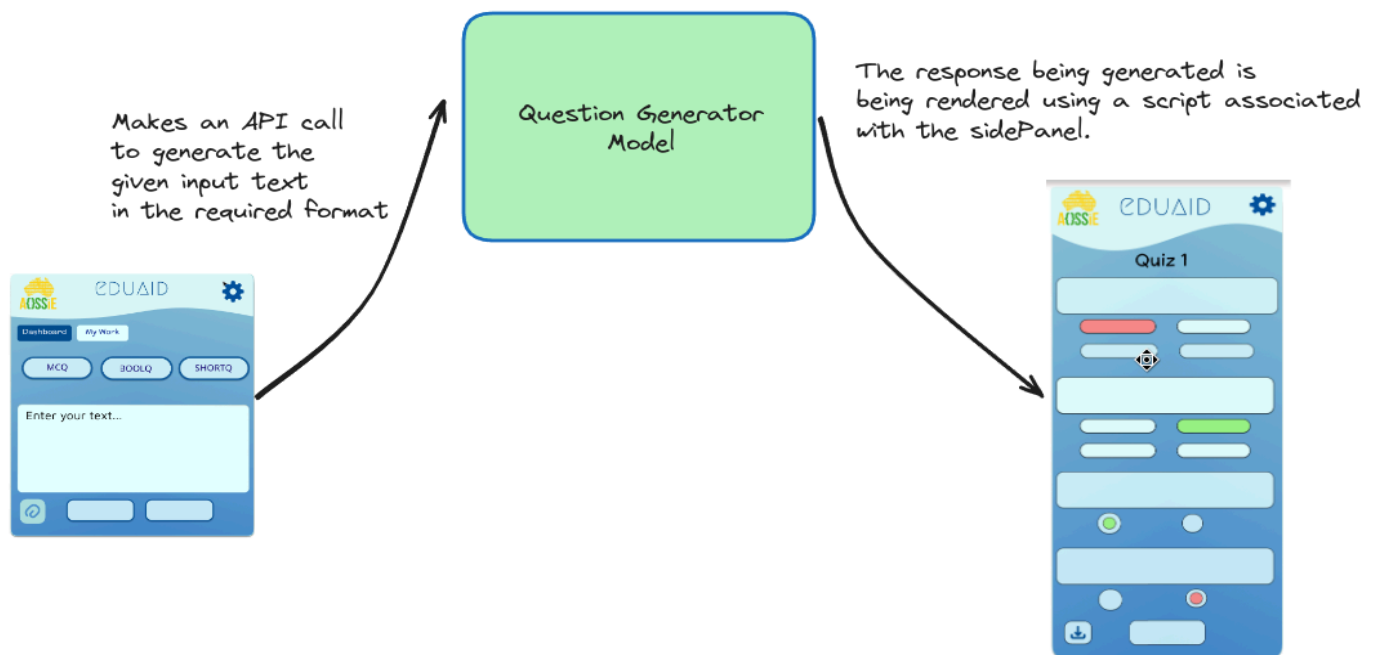 Makes an API call
to generate the
given input text
in the required format
Question Generator
Model
The response being generated is
being rendered using a script associated
with the sidePanel.
AOSSIE
EDUAID
Dashboard
My Work
MCQ
BOOLQ
SHORTQ
Enter your text...
AOSSIE
EDUAID
Quiz 1